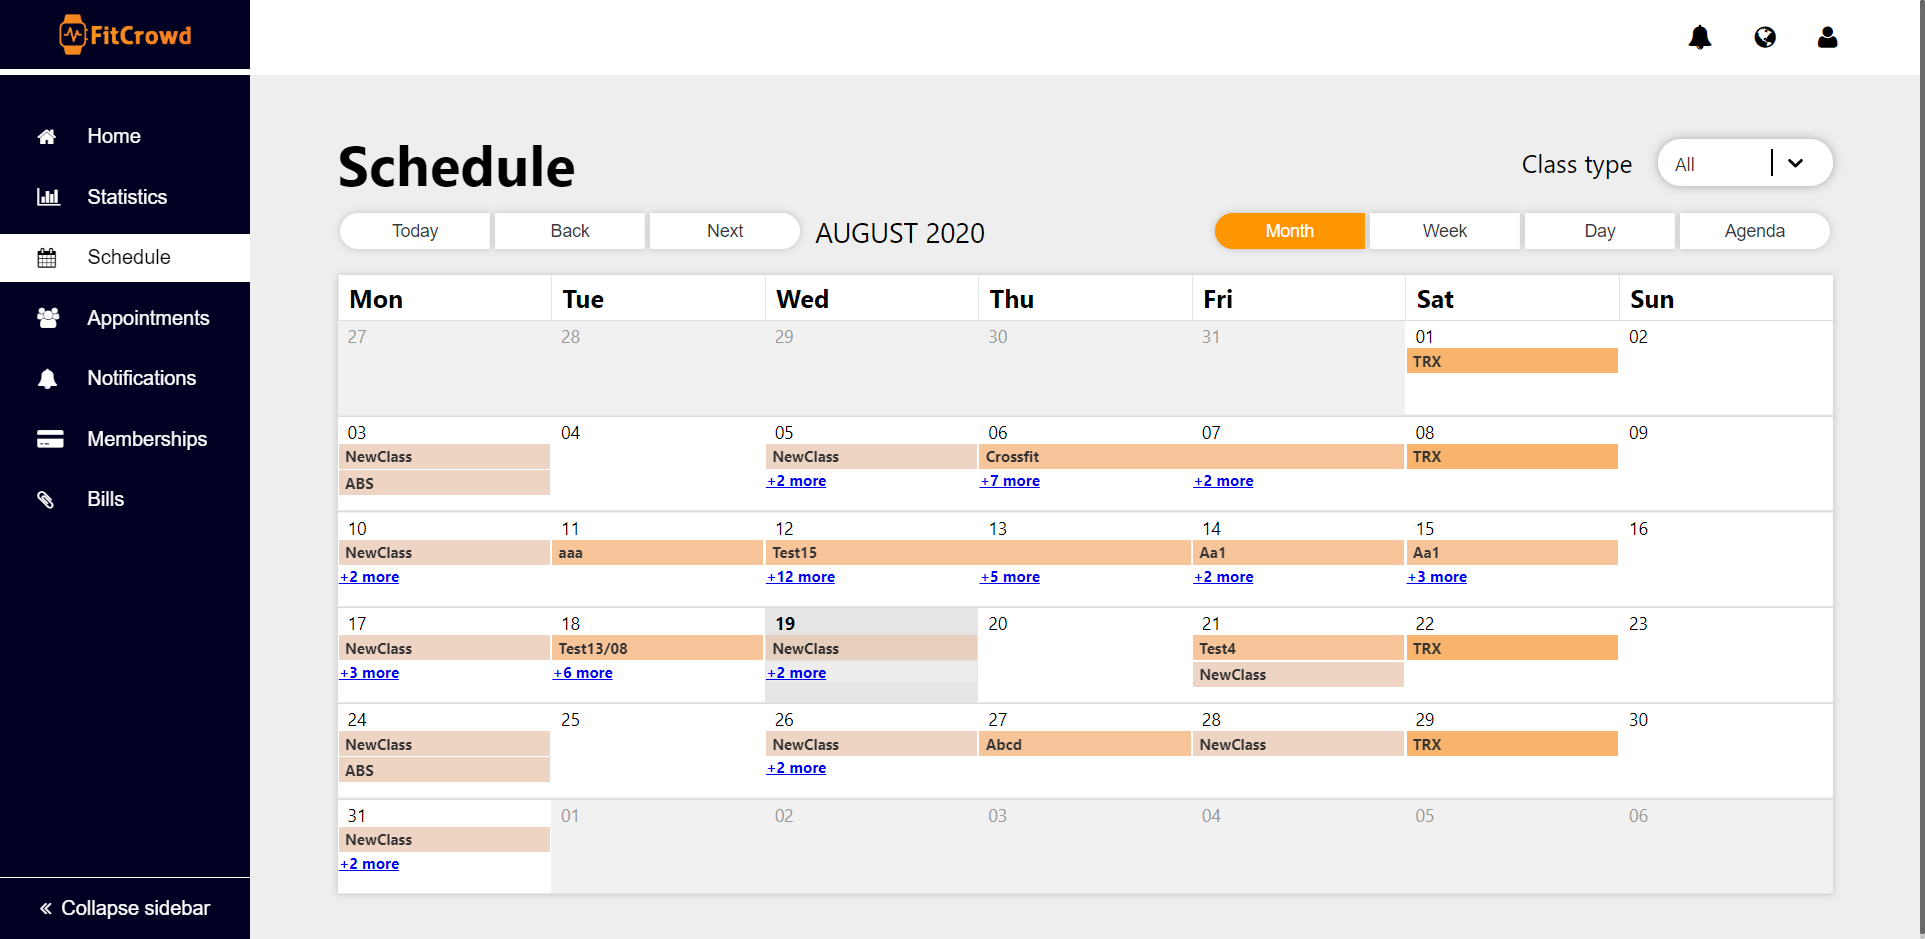 FitCrowd
Home
Statistics
Schedule
Appointments
Notifications
Memberships
Bills
« Collapse sidebar
Schedule
Class type All
Today Back Next AUGUST 2020 Month Week Day Agenda
Mon Tue Wed Thu Fri Sat Sun
27 28 29 30 31 01 02
TRX
03 04 05 06 07 08 09
NewClass NewClass Crossfit TRX
ABS +2 more +7 more +2 more
10 11 12 13 14 15 16
NewClass aaa Test15 Aa1 Aa1
+2 more +12 more +5 more +2 more +3 more
17 18 19 20 21 22 23
NewClass Test13/08 NewClass Test4 TRX
+3 more +6 more +2 more NewClass
24 25 26 27 28 29 30
NewClass NewClass Abcd NewClass TRX
ABS +2 more
31 01 02 03 04 05 06
NewClass
+2 more